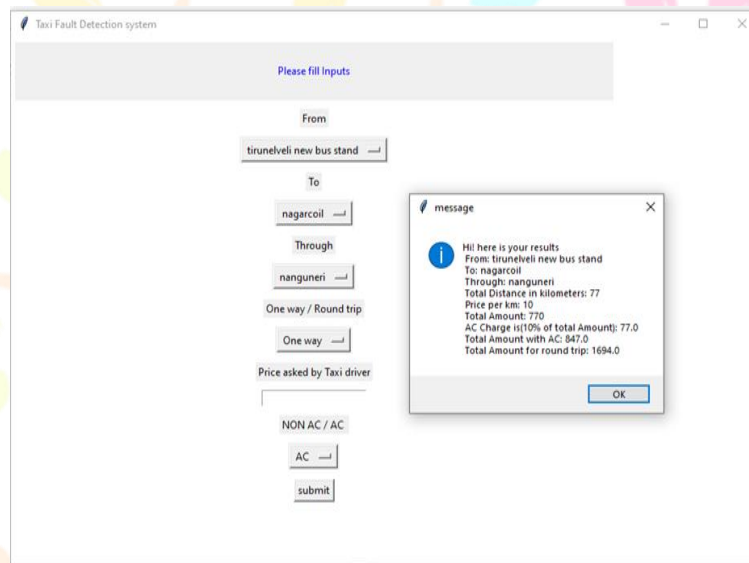 Taxi Fault Detection system
Please fill Inputs
From
tirunelveli new bus stand
To
nagarcoil
Through
nanguneri
One way / Round trip
One way
Price asked by Taxi driver
NON AC / AC
AC
submit
message
Hi! here is your results
From: tirunelveli new bus stand
To: nagarcoil
Through: nanguneri
Total Distance in kilometers: 77
Price per km: 10
Total Amount: 770
AC Charge is(10% of total Amount): 77.0
Total Amount with AC: 847.0
Total Amount for round trip: 1694.0
OK